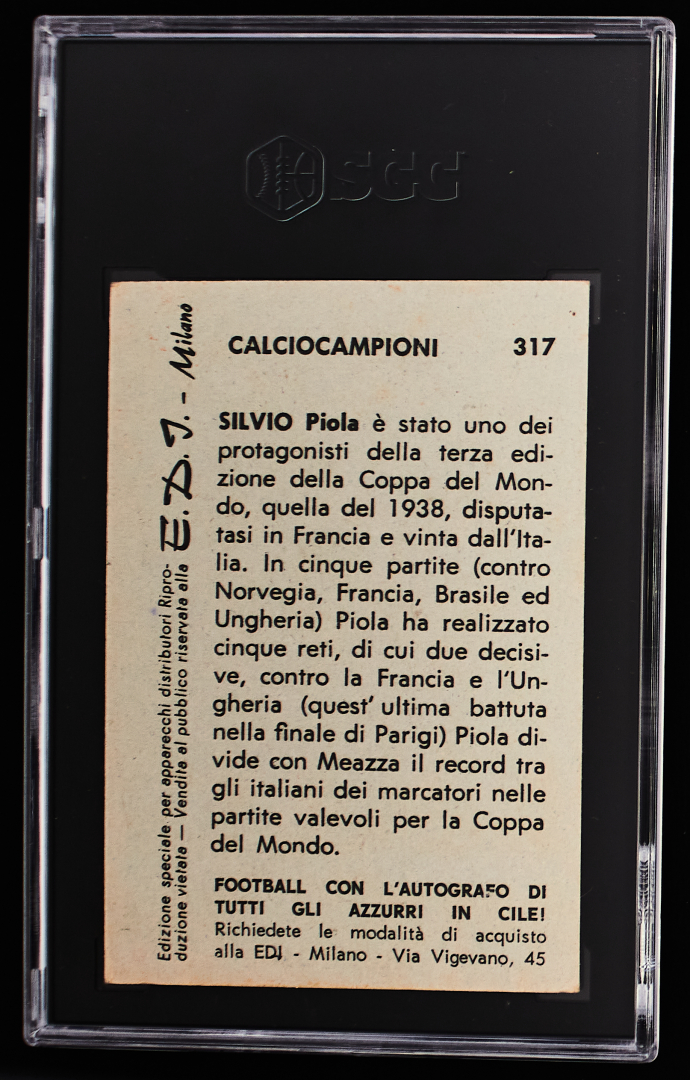 SGC
CALCIOCAMPIONI 317
SILVIO Piola è stato uno dei
protagonisti della terza edi-
zione della Coppa del Mon-
do, quella del 1938, disputa-
tasi in Francia e vinta dall'Ita-
lia. In cinque partite (contro
Norvegia, Francia, Brasile ed
Ungheria) Piola ha realizzato
cinque reti, di cui due decisi-
ve, contro la Francia e l'Un-
gheria (quest' ultima battuta
nella finale di Parigi) Piola di-
vide con Meazza il record tra
gli italiani dei marcatori nelle
partite valevoli per la Coppa
del Mondo.
FOOTBALL CON L'AUTOGRAFO DI
TUTTI GLI AZZURRI IN CILE!
Richiedete le modalità di acquisto
alla EDJ - Milano - Via Vigevano, 45
Edizione speciale per apparecchi distributori Ripro-
duzione vietata — Vendita al pubblico riservata alla
E.D.J. - Milano